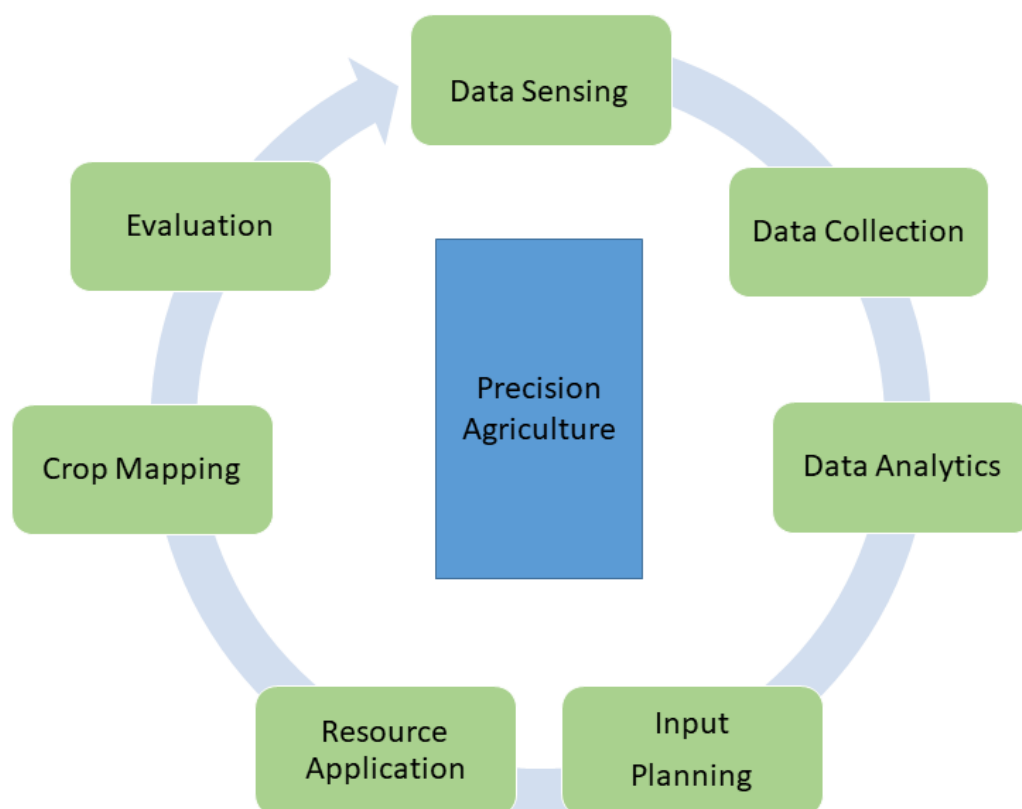 Data Sensing
Data Collection
Data Analytics
Input
Planning
Resource
Application
Crop Mapping
Evaluation
Precision
Agriculture